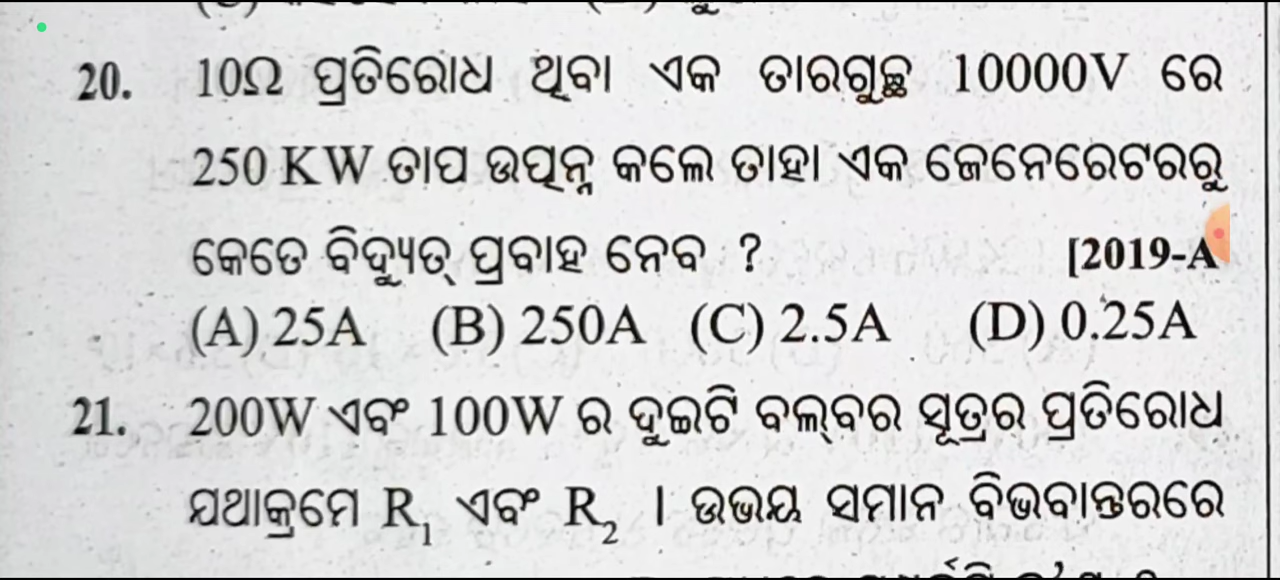 20. 10Ω ପ୍ରତିରୋଧ ଥିବା ଏକ ତାରଗୁଚ୍ଛ 10000V ରେ
250 KW ତାପ ଉତ୍ପନ୍ନ କଲେ ତାହା ଏକ ଜେନେରେଟରରୁ
କେତେ ବିଦ୍ୟୁତ୍ ପ୍ରବାହ ନେବ ? [2019-A
(A) 25A (B) 250A (C) 2.5A (D) 0.25A
21. 200W ଏବଂ 100W ର ଦୁଇଟି ବଲ୍‌ବର ସୂତ୍ରର ପ୍ରତିରୋଧ
ଯଥାକ୍ରମେ R₁ ଏବଂ R₂ । ଉଭୟ ସମାନ ବିଭବାନ୍ତରରେ